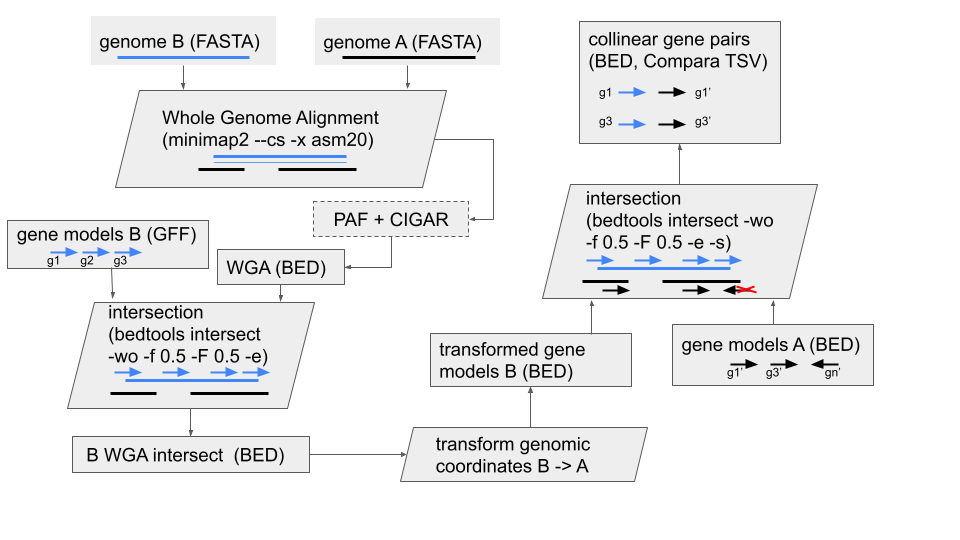 genome B (FASTA)
genome A (FASTA)
Whole Genome Alignment
(minimap2 --cs -x asm20)
PAF + CIGAR
gene models B (GFF)
g1 g2 g3
WGA (BED)
intersection
(bedtools intersect
-wo -f 0.5 -F 0.5 -e)
B WGA intersect (BED)
transform genomic
coordinates B -> A
transformed gene
models B (BED)
gene models A (BED)
g1' g3' gn'
intersection
(bedtools intersect -wo
-f 0.5 -F 0.5 -e -s)
collinear gene pairs
(BED, Compara TSV)
g1 g1'
g3 g3'